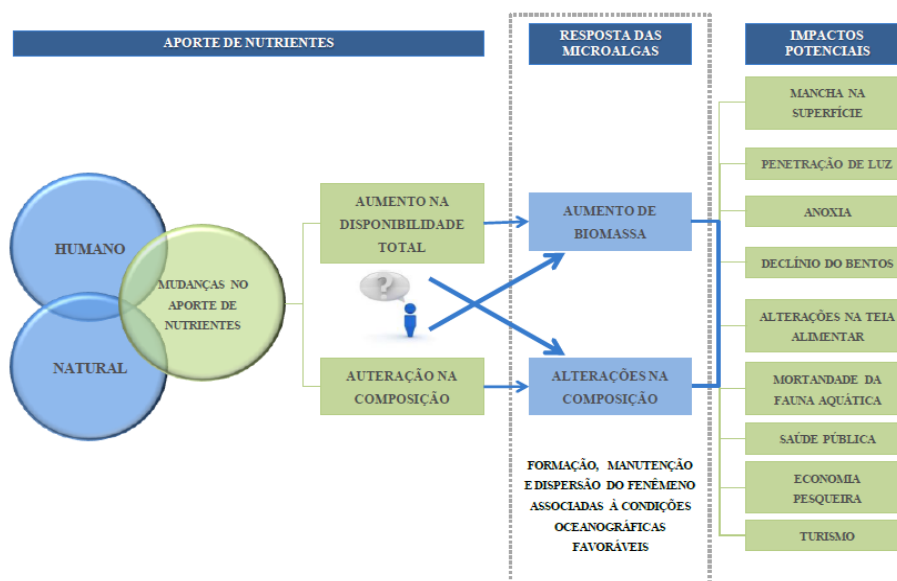 APORTE DE NUTRIENTES
RESPOSTA DAS
MICROALGAS
IMPACTOS
POTENCIAIS
HUMANO
NATURAL
MUDANÇAS NO
APORTE DE
NUTRIENTES
AUMENTO NA
DISPONIBILIDADE
TOTAL
?
AUTERAÇÃO NA
COMPOSIÇÃO
AUMENTO DE
BIOMASSA
ALTERAÇÕES NA
COMPOSIÇÃO
FORMAÇÃO, MANUTENÇÃO
E DISPERSÃO DO FENÊMENO
ASSOCIADAS À CONDIÇÕES
OCEANOGRÁFICAS
FAVORÁVEIS
MANCHA NA
SUPERFÍCIE
PENETRAÇÃO DE LUZ
ANOXIA
DECLÍNIO DO BENTOS
ALTERAÇÕES NA TEIA
ALIMENTAR
MORTANDADE DA
FAUNA AQUÁTICA
SAÚDE PÚBLICA
ECONOMIA
PESQUEIRA
TURISMO